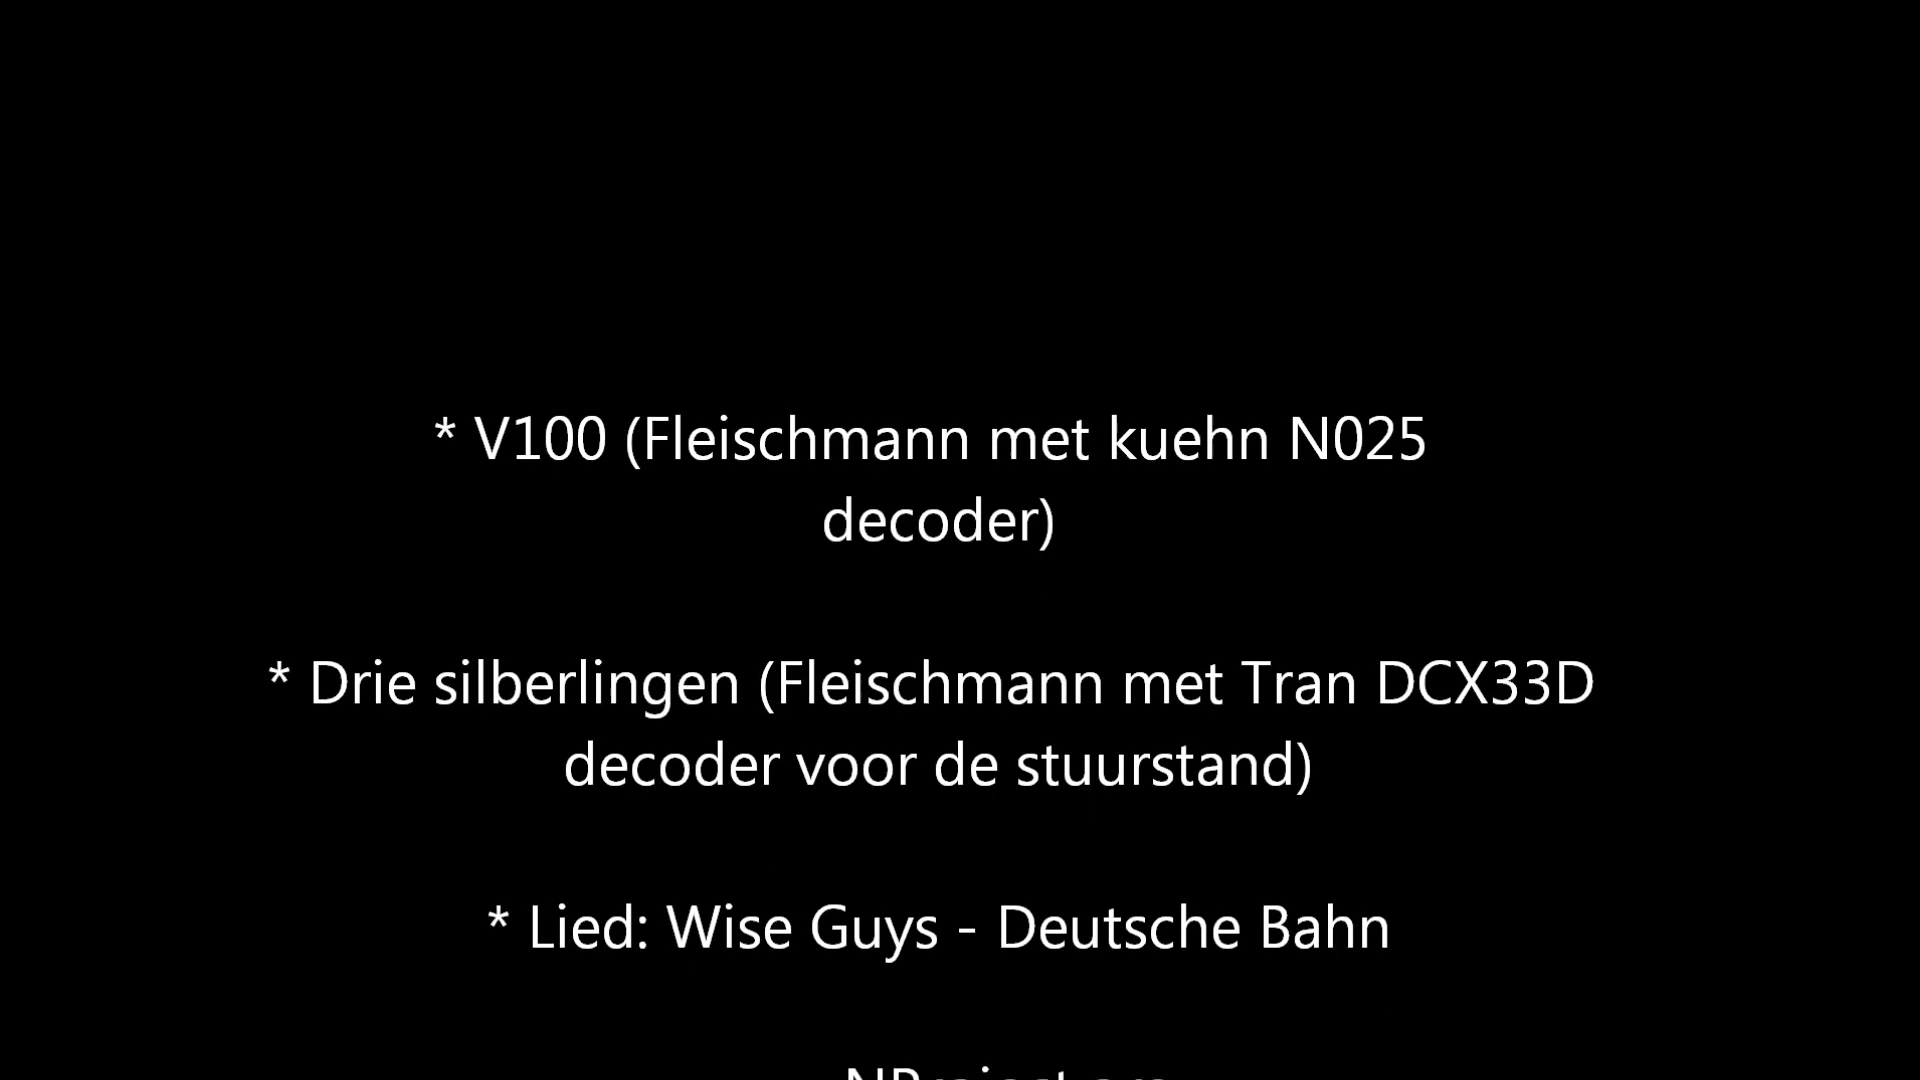 * V100 (Fleischmann met kuehn N025
decoder)
* Drie silberlingen (Fleischmann met Tran DCX33D
decoder voor de stuurstand)
* Lied: Wise Guys - Deutsche Bahn